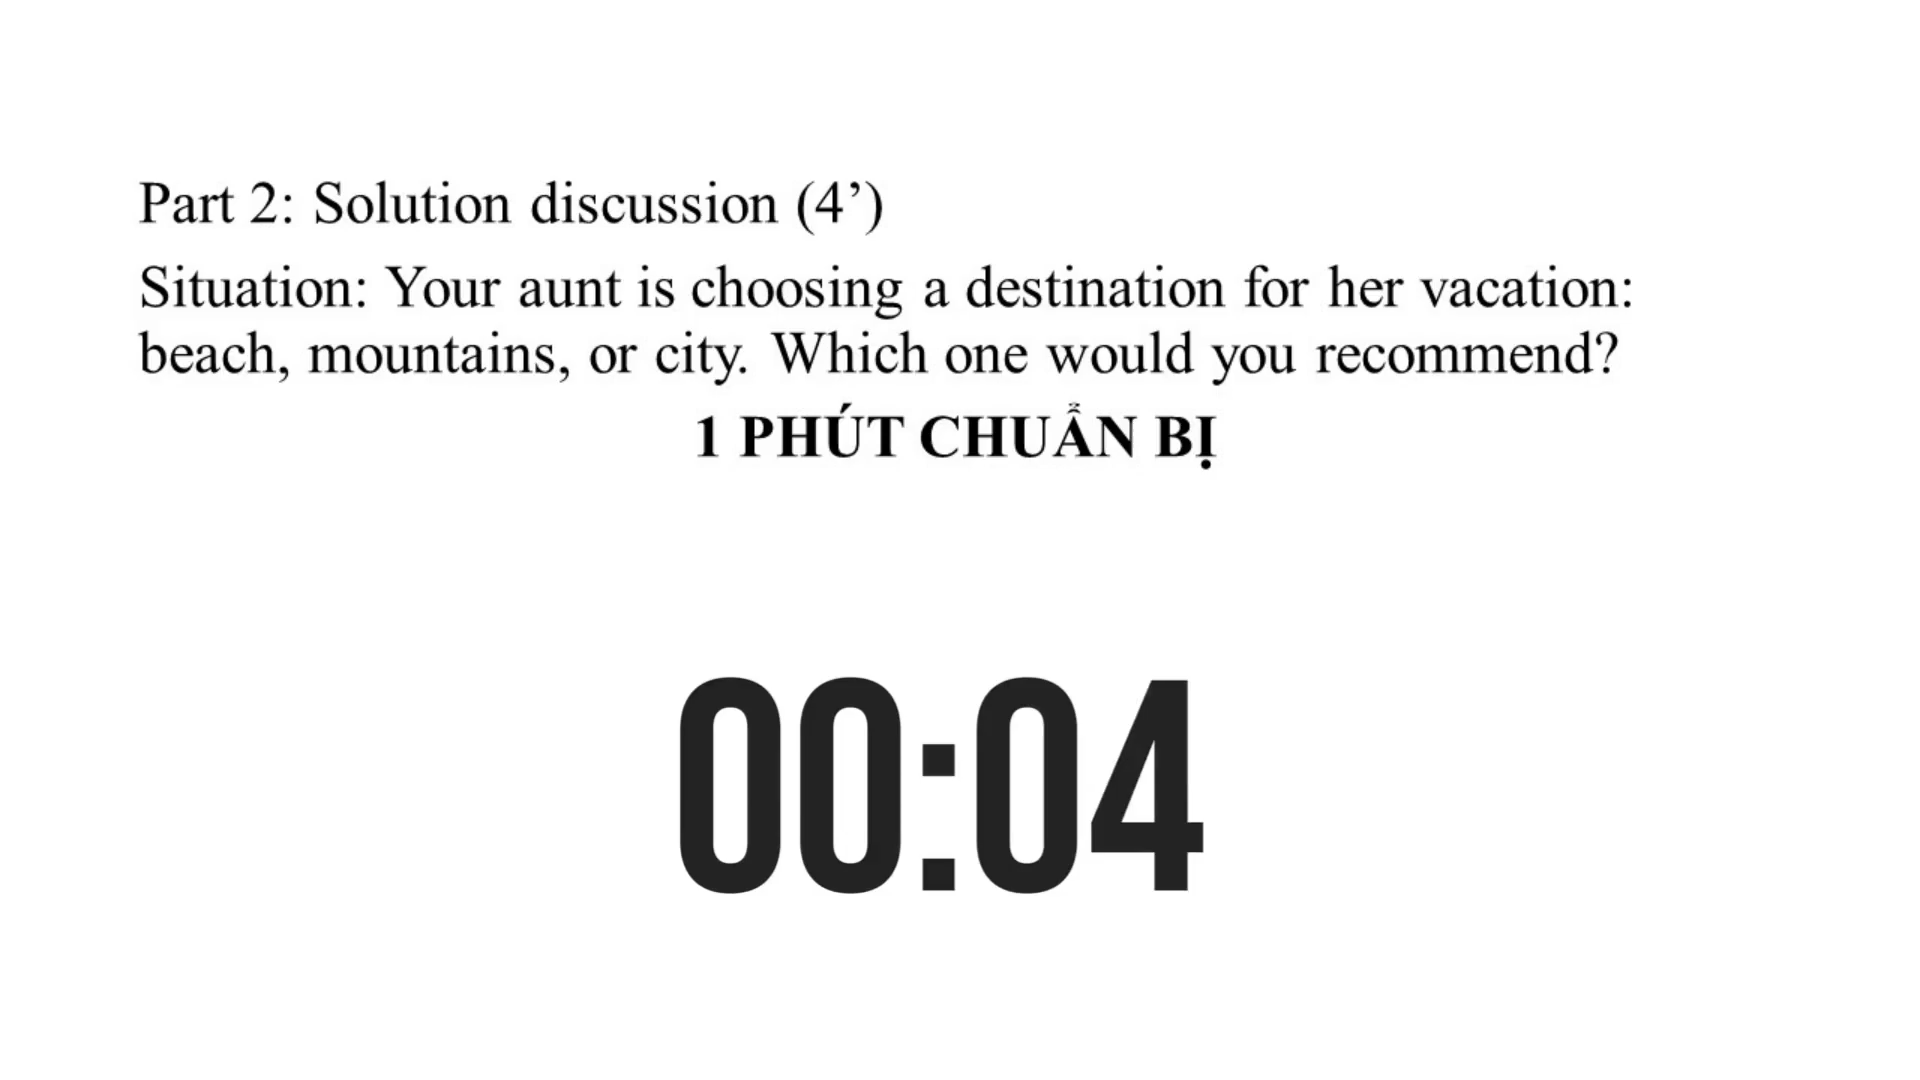 Part 2: Solution discussion (4’)
Situation: Your aunt is choosing a destination for her vacation:
beach, mountains, or city. Which one would you recommend?
1 PHÚT CHUẨN BỊ
00:04